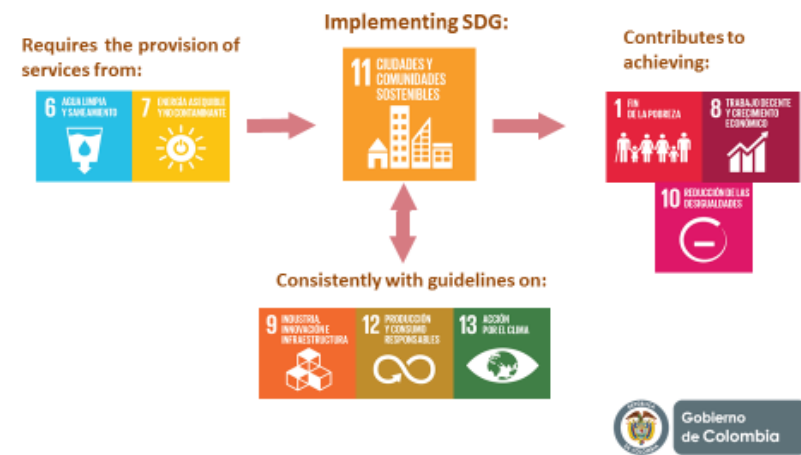 Implementing SDG:
Requires the provision of
services from:
Contributes to
achieving:
6 AGUA LIMPIA
Y SANEAMIENTO
7 ENERGÍA ASEQUIBLE
Y NO CONTAMINANTE
11 CIUDADES Y
COMUNIDADES
SOSTENIBLES
1 FIN
DE LA POBREZA
8 TRABAJO DECENTE
Y CRECIMIENTO
ECONÓMICO
10 REDUCCIÓN DE LAS
DESIGUALDADES
Consistently with guidelines on:
9 INDUSTRIA,
INNOVACIÓN E
INFRAESTRUCTURA
12 PRODUCCIÓN
Y CONSUMO
RESPONSABLES
13 ACCIÓN
POR EL CLIMA
Gobierno
de Colombia